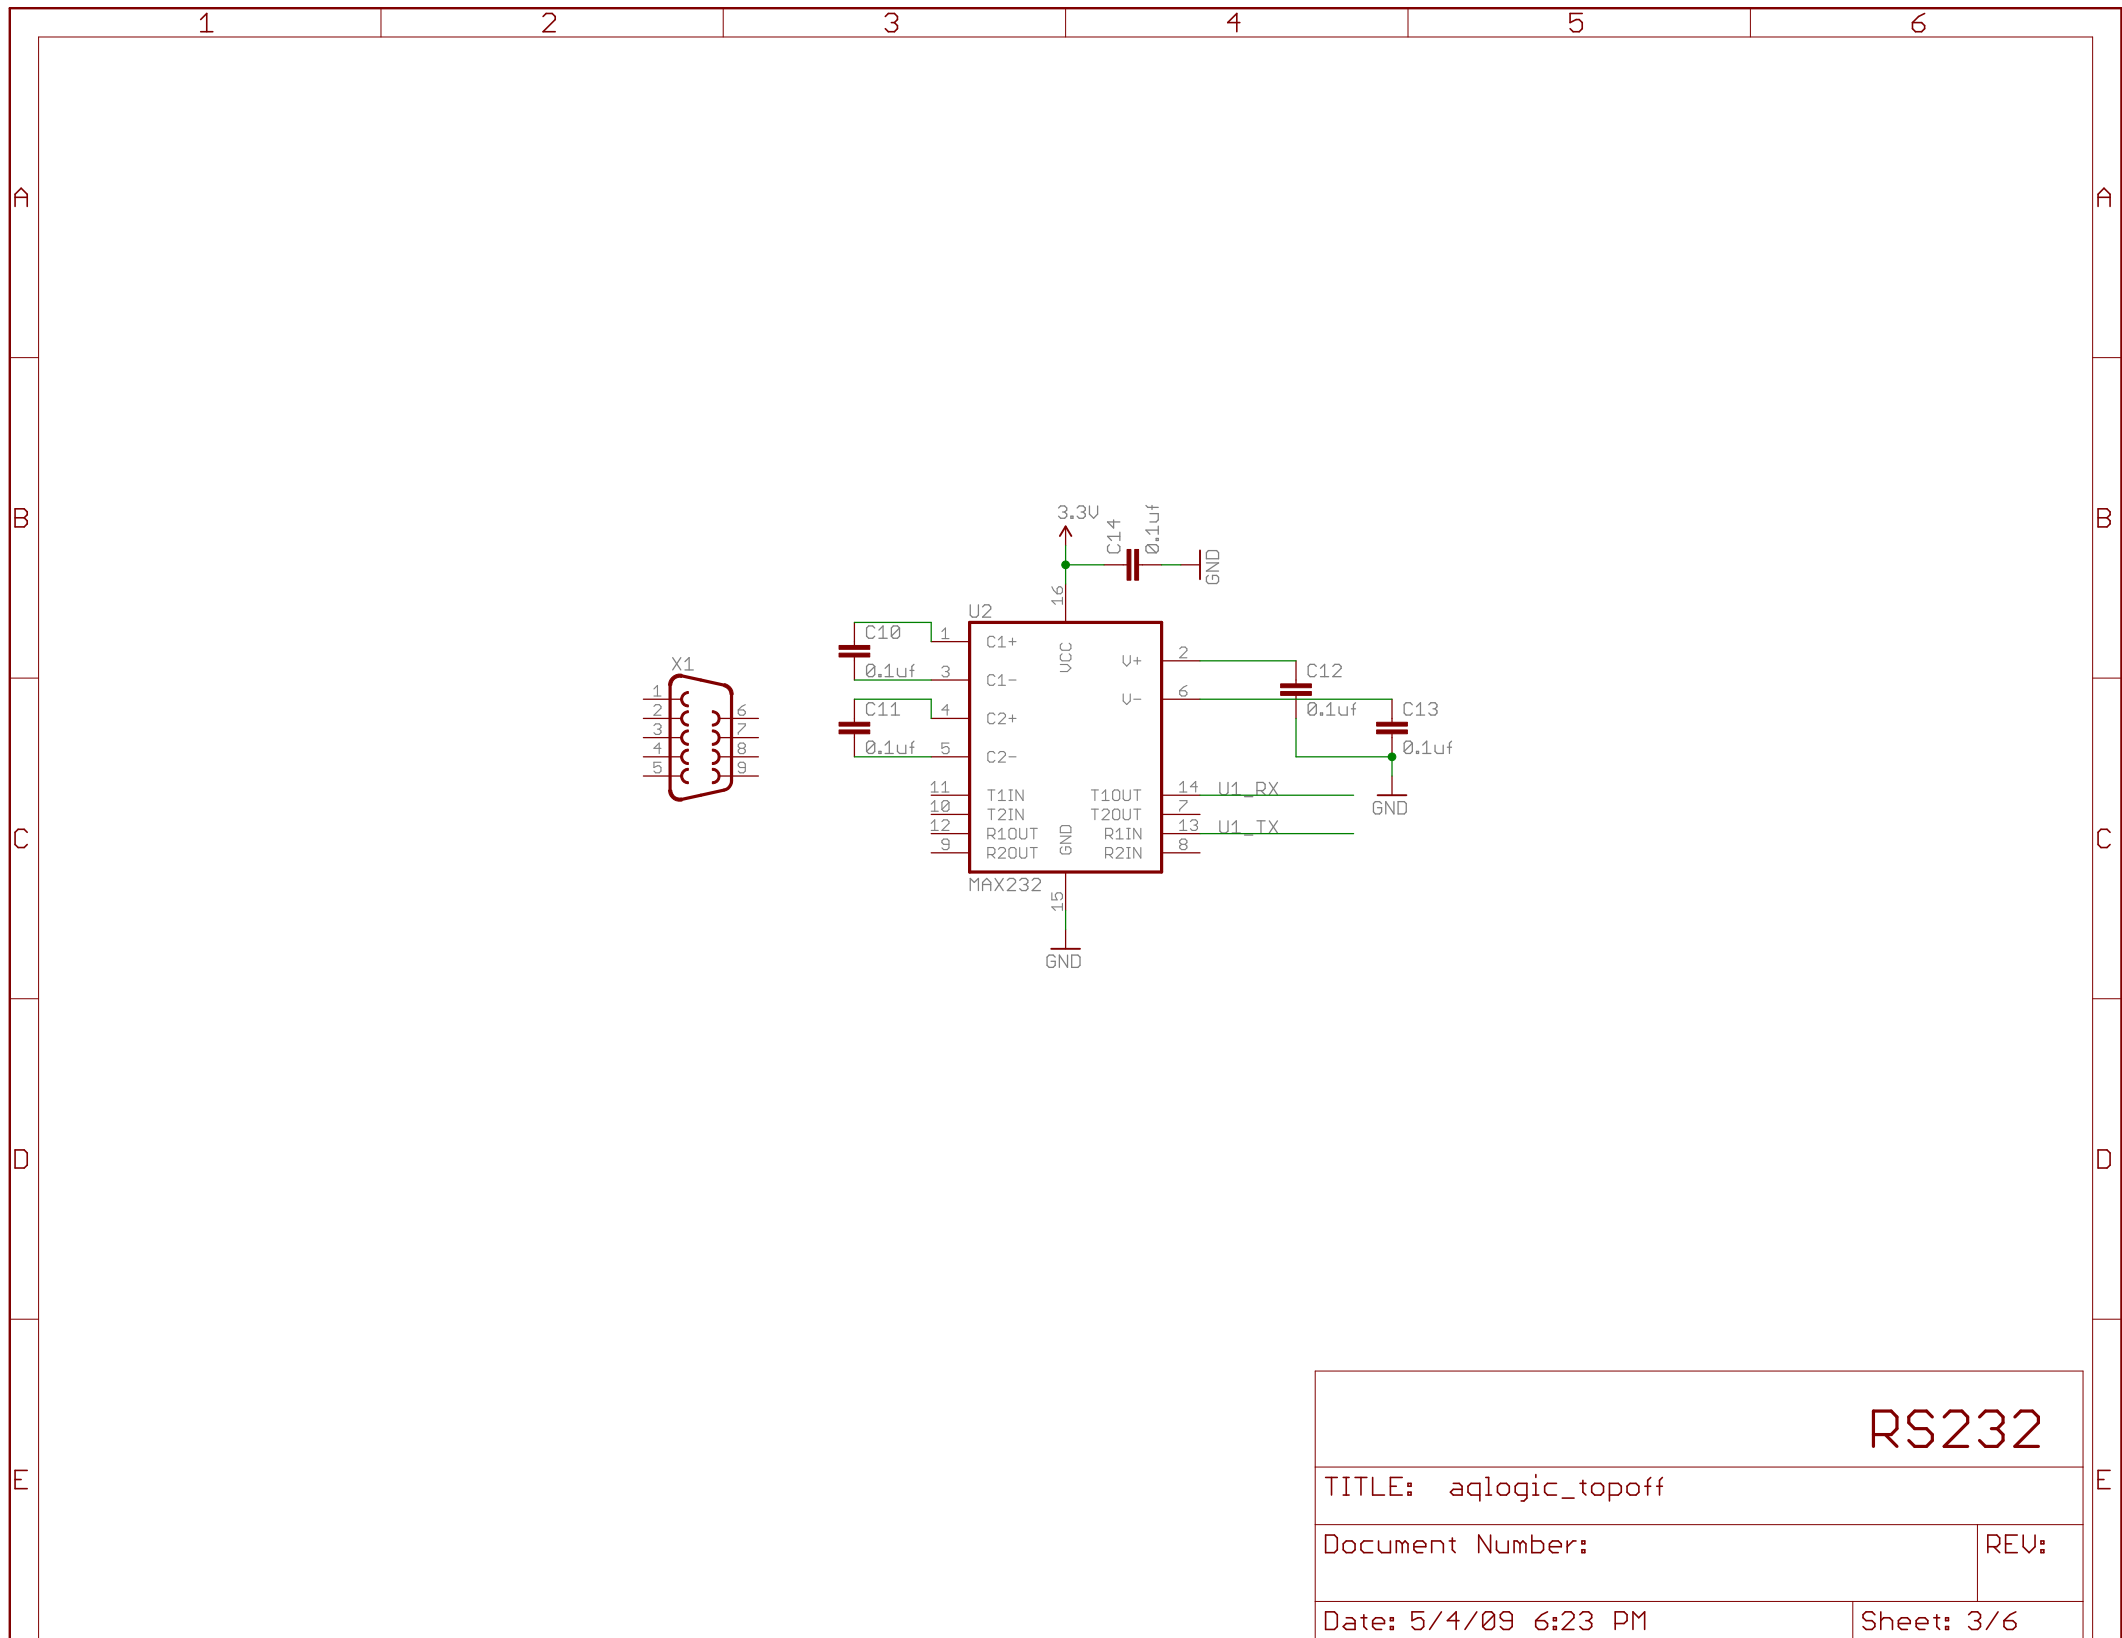 1 2 3 4 5 6
A A
B B
3.3V
C14
0.1uf
GND
16
U2
C10
1 C1+
VCC
V+ 2
0.1uf
3 C1-
C12
X1
V- 6
0.1uf
C11
4 C2+
C13
0.1uf
5 C2-
0.1uf
1
2 6
3 7
4 8
5 9
11 T1IN T1OUT 14 U1_RX
10 T2IN T2OUT 7
GND
12 R1OUT R1IN 13 U1_TX
9 R2OUT R2IN 8
GND
MAX232
15
GND
C C
D D
E E
RS232
TITLE: aqlogic_topoff
Document Number: REV:
Date: 5/4/09 6:23 PM Sheet: 3/6